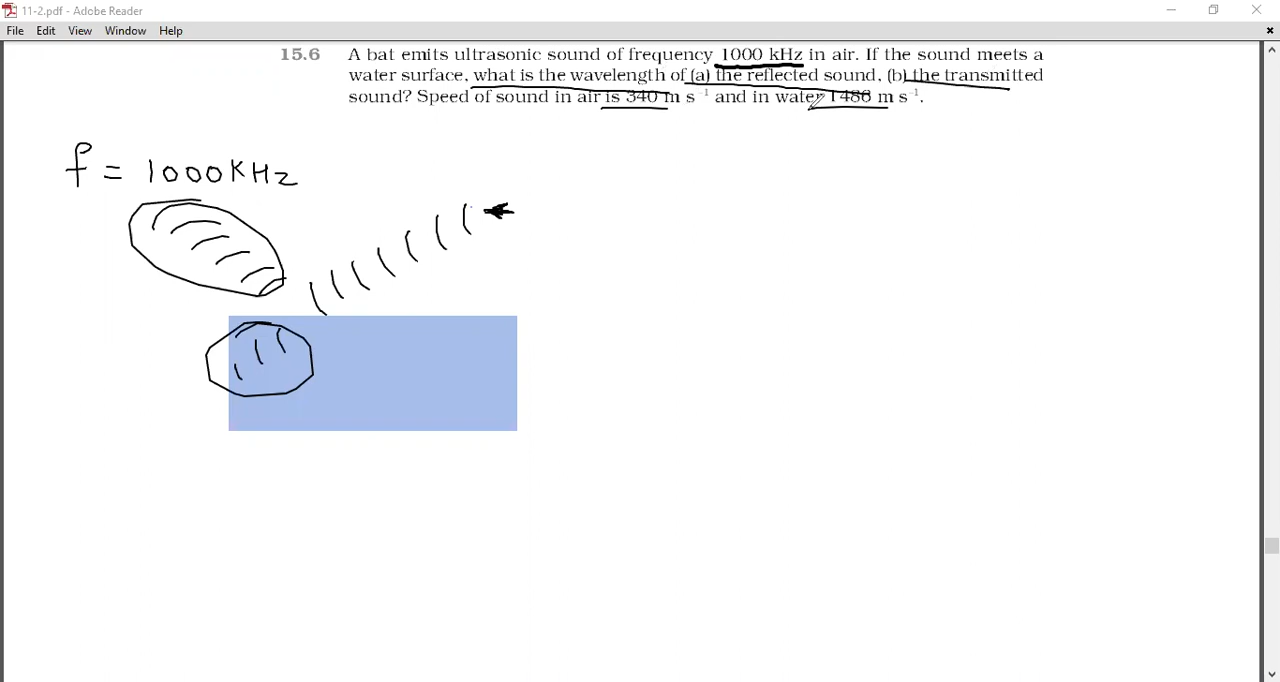 11-2.pdf - Adobe Reader
File Edit View Window Help
15.6 A bat emits ultrasonic sound of frequency 1000 kHz in air. If the sound meets a
water surface, what is the wavelength of (a) the reflected sound, (b) the transmitted
sound? Speed of sound in air is 340 m s⁻¹ and in water 1486 m s⁻¹.
f = 1000KHz